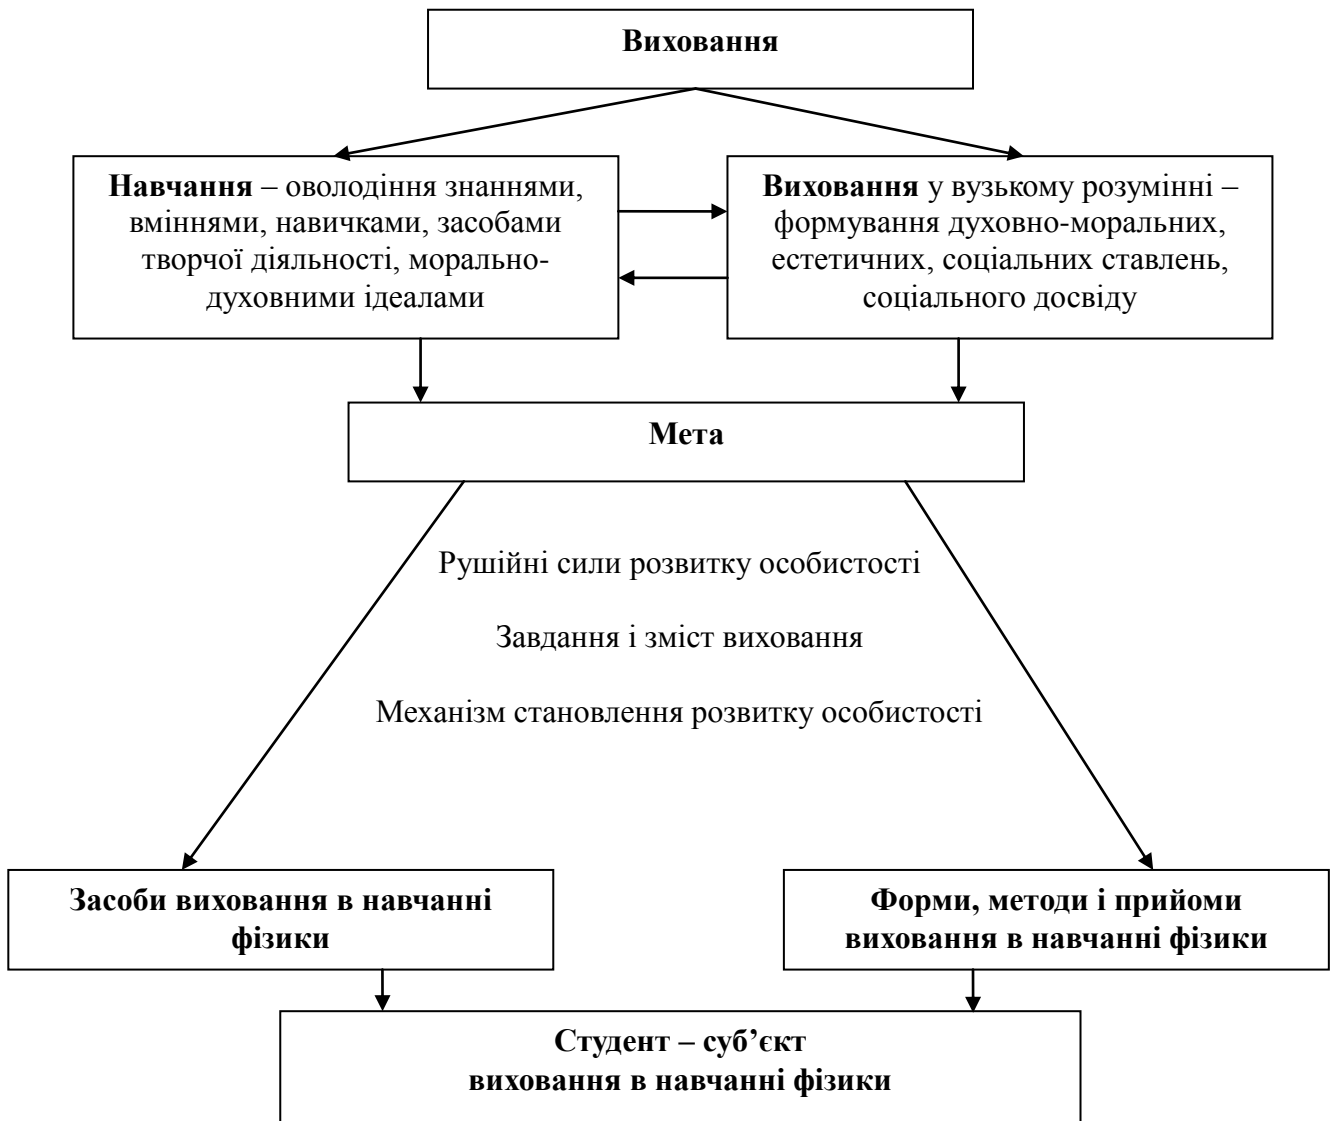 Виховання
Навчання – оволодіння знаннями,
вміннями, навичками, засобами
творчої діяльності, морально-
духовними ідеалами
Виховання у вузькому розумінні –
формування духовно-моральних,
естетичних, соціальних ставлень,
соціального досвіду
Мета
Рушійні сили розвитку особистості
Завдання і зміст виховання
Механізм становлення розвитку особистості
Засоби виховання в навчанні
фізики
Форми, методи і прийоми
виховання в навчанні фізики
Студент – суб’єкт
виховання в навчанні фізики